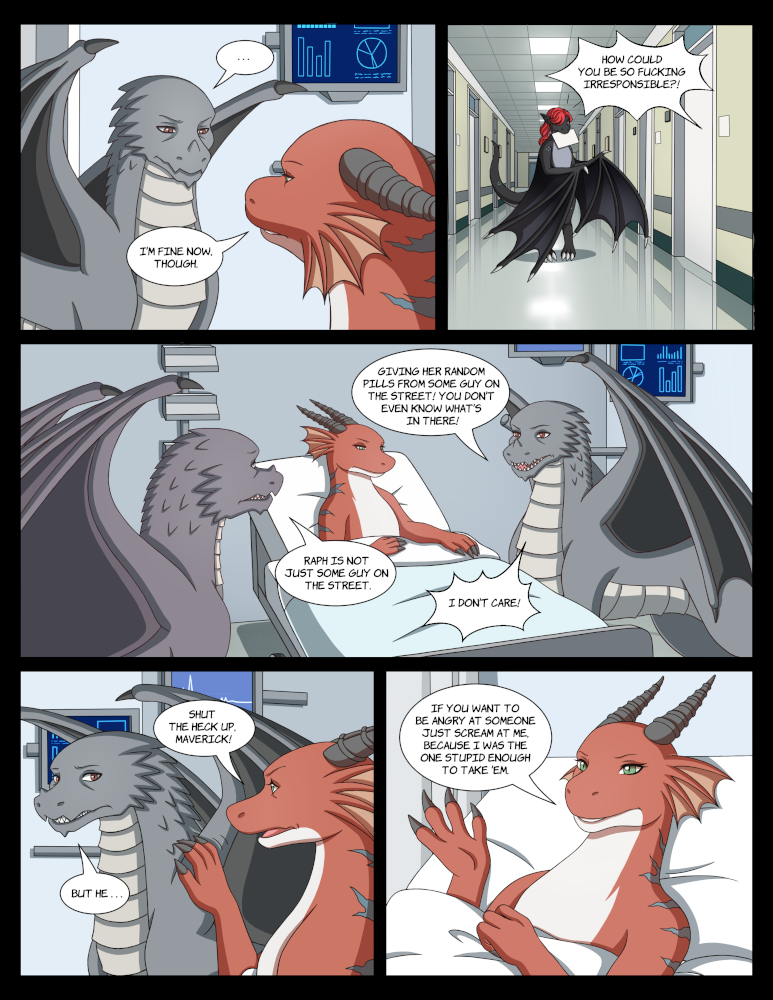 ...
I'M FINE NOW,
THOUGH.
HOW COULD
YOU BE SO FUCKING
IRRESPONSIBLE?!
GIVING HER RANDOM
PILLS FROM SOME GUY ON
THE STREET! YOU DON'T
EVEN KNOW WHAT'S
IN THERE!
RAPH IS NOT
JUST SOME GUY ON
THE STREET.
I DON'T CARE!
SHUT
THE HECK UP,
MAVERICK!
BUT HE ...
IF YOU WANT TO
BE ANGRY AT SOMEONE
JUST SCREAM AT ME,
BECAUSE I WAS THE
ONE STUPID ENOUGH
TO TAKE 'EM.